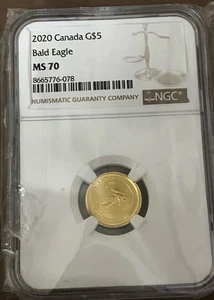 2020 Canada G$5
Bald Eagle
MS 70
8665776-078
NUMISMATIC GUARANTY COMPANY
NGC